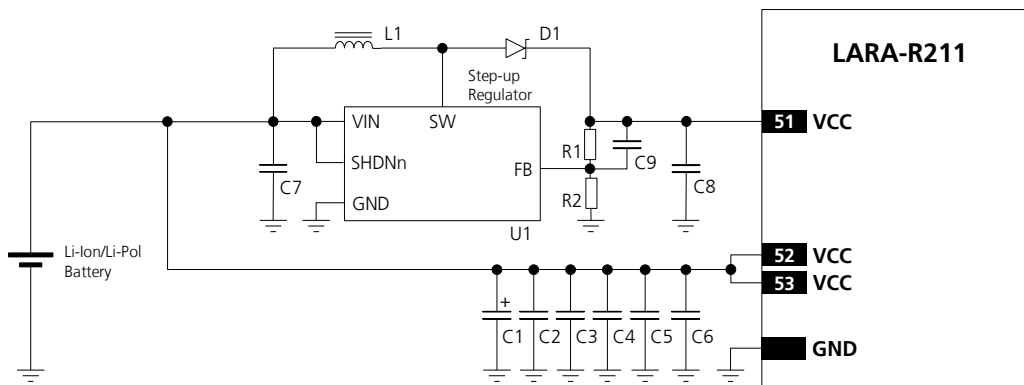 LARA-R211
L1
D1
Step-up
Regulator
VIN
SW
51 VCC
R1
C9
SHDNn
FB
C7
C8
R2
GND
U1
Li-Ion/Li-Pol
Battery
52 VCC
53 VCC
+
C1
C2
C3
C4
C5
C6
GND